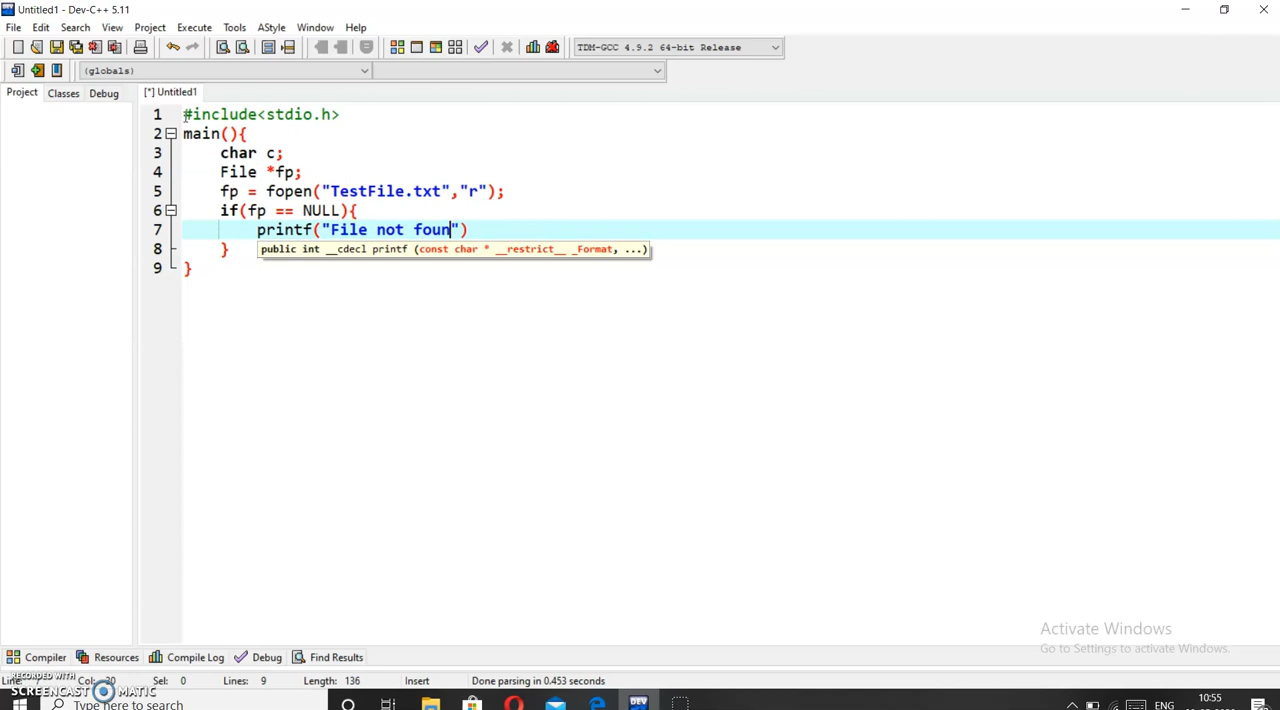 Untitled1 - Dev-C++ 5.11
File Edit Search View Project Execute Tools AStyle Window Help
TDM-GCC 4.9.2 64-bit Release
(globals)
Project Classes Debug
[*] Untitled1
1 #include<stdio.h>
2 main(){
3 char c;
4 File *fp;
5 fp = fopen("TestFile.txt","r");
6 if(fp == NULL){
7 printf("File not foun")
8 }
public int __cdecl printf (const char * __restrict__ _Format, ...)
9 }
Activate Windows
Go to Settings to activate Windows.
Compiler Resources Compile Log Debug Find Results
Sel: 0 Lines: 9 Length: 136 Insert Done parsing in 0.453 seconds
RECORDED WITH
SCREENCAST MATIC
Type here to search
DEV
ENG
10:55